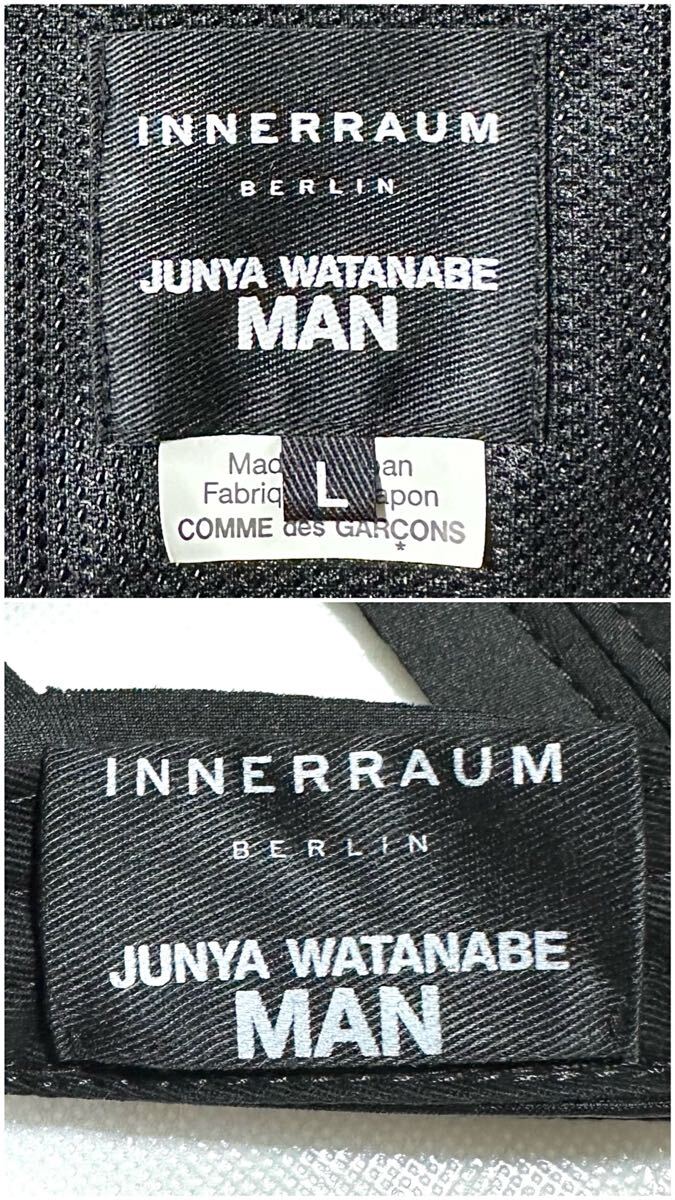 INNERRAUM
BERLIN
JUNYA WATANABE
MAN
L
COMME des GARÇONS
*
INNERRAUM
BERLIN
JUNYA WATANABE
MAN